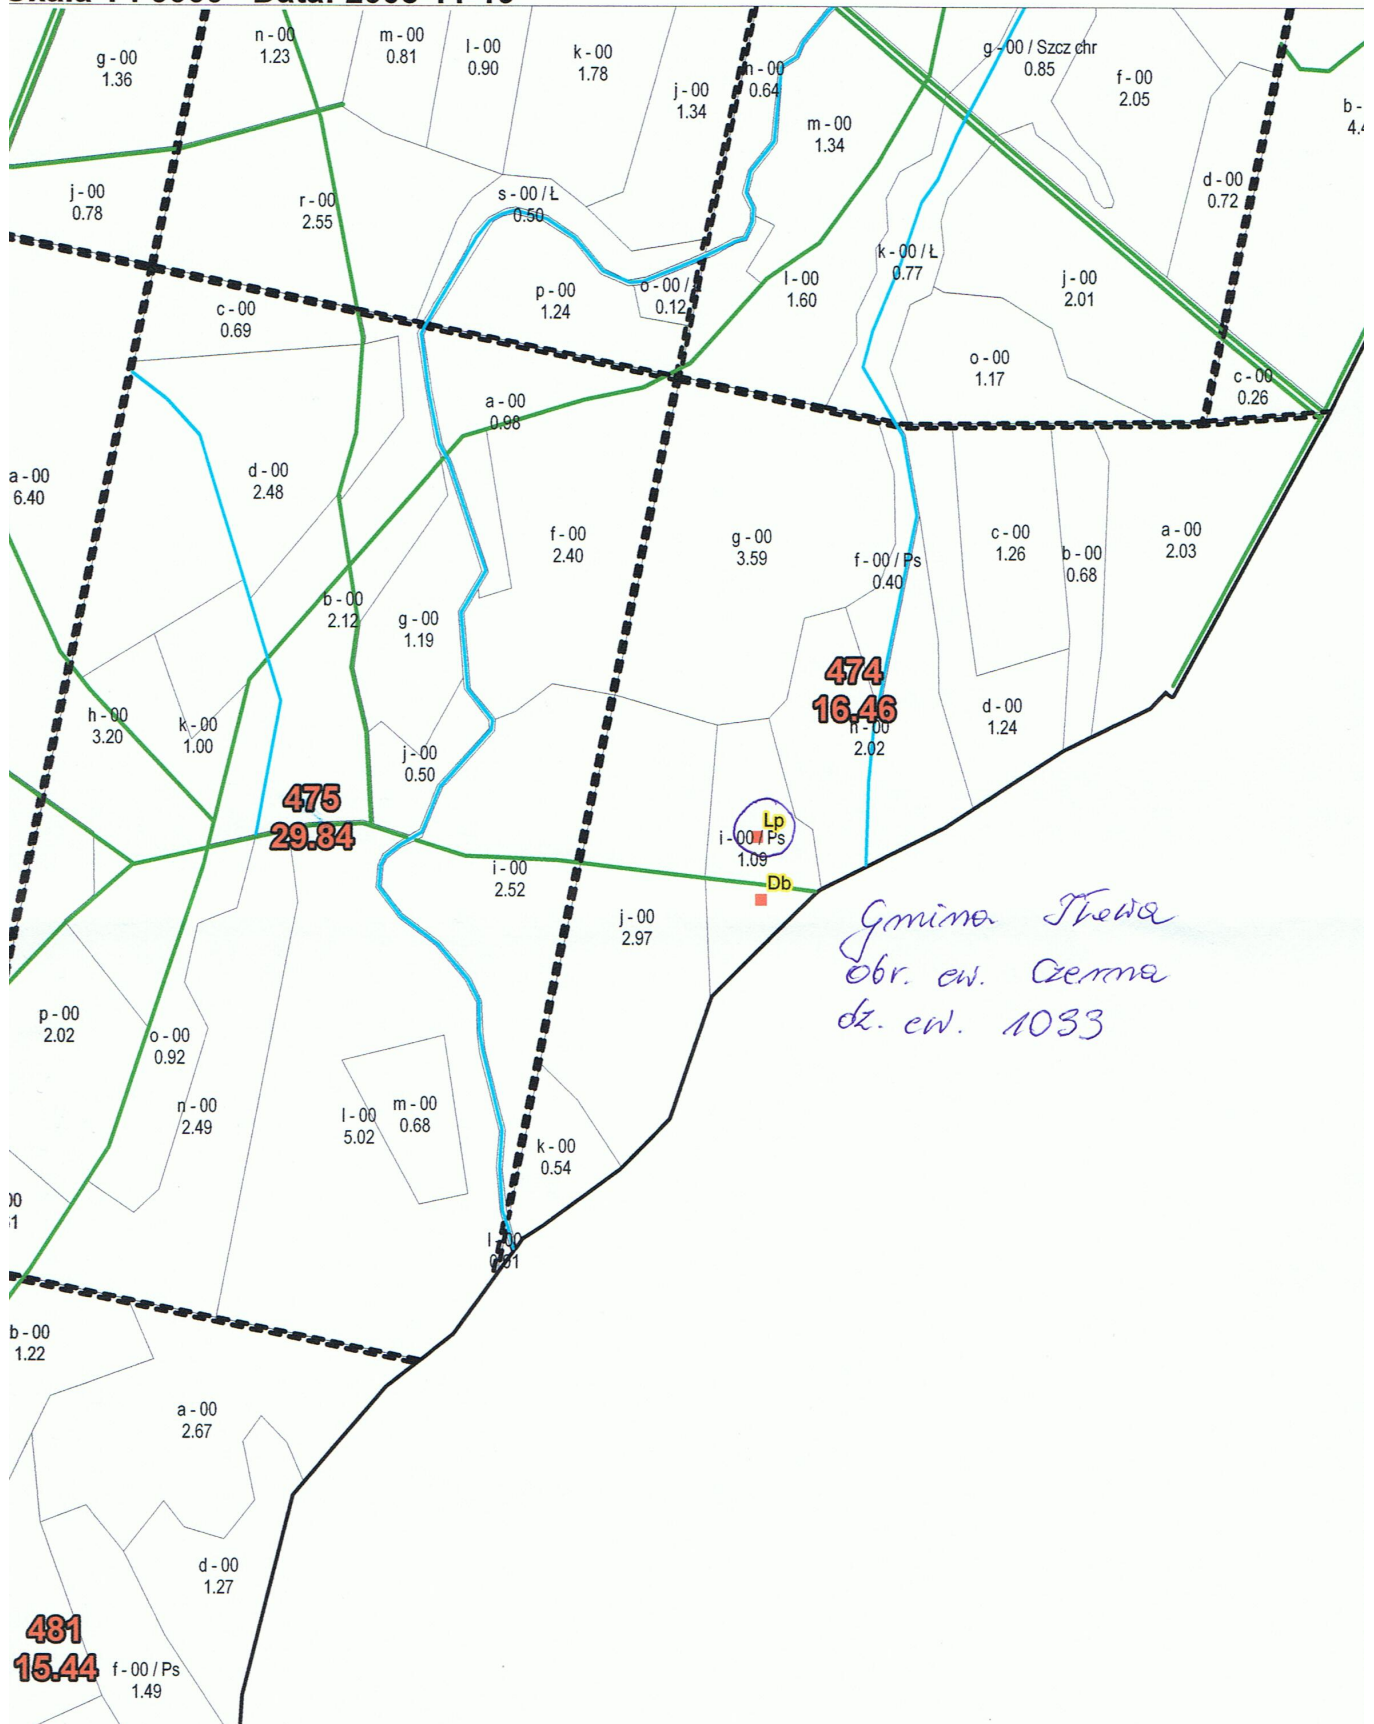 g - 00
1.36
n - 00
1.23
m - 00
0.81
l - 00
0.90
k - 00
1.78
j - 00
1.34
n - 00
0.64
m - 00
1.34
g - 00 / Szcz chr
0.85
f - 00
2.05
d - 00
0.72
j - 00
0.78
r - 00
2.55
s - 00 / Ł
0.50
p - 00
1.24
o - 00 /
0.12
l - 00
1.60
k - 00 / Ł
0.77
j - 00
2.01
c - 00
0.69
o - 00
1.17
c - 00
0.26
a - 00
0.98
a - 00
6.40
d - 00
2.48
f - 00
2.40
g - 00
3.59
f - 00 / Ps
0.40
c - 00
1.26
b - 00
0.68
a - 00
2.03
b - 00
2.12
g - 00
1.19
474
16.46
h - 00
2.02
d - 00
1.24
h - 00
3.20
k - 00
1.00
j - 00
0.50
475
29.84
Lp
i - 00 / Ps
1.09
Db
i - 00
2.52
j - 00
2.97
Gmina
obr. ew. Czerna
dz. ew. 1033
p - 00
2.02
o - 00
0.92
n - 00
2.49
l - 00
5.02
m - 00
0.68
k - 00
0.54
l - 00
0.01
b - 00
1.22
a - 00
2.67
d - 00
1.27
481
15.44
f - 00 / Ps
1.49